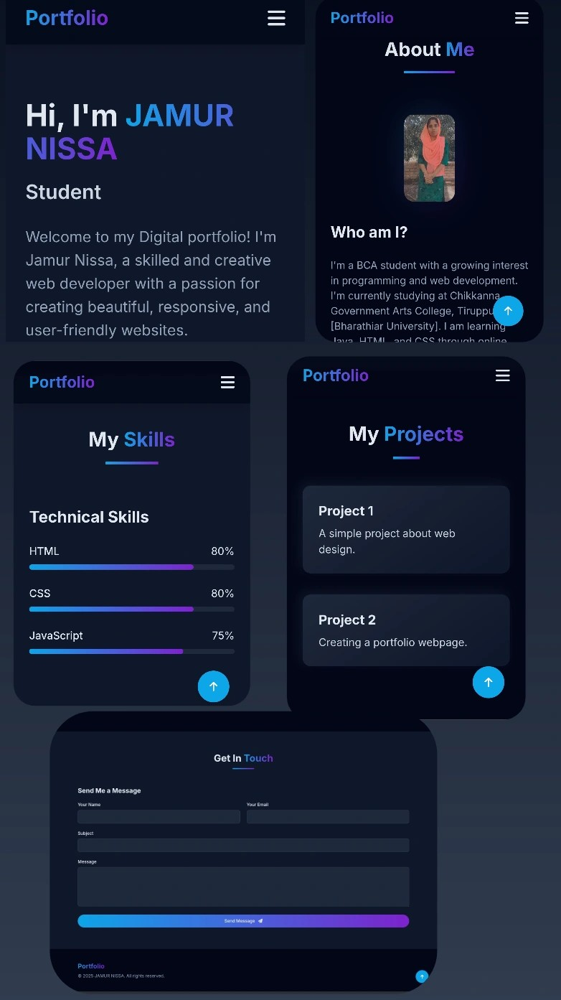 Portfolio
Hi, I'm JAMUR
NISSA
Student
Welcome to my Digital portfolio! I'm
Jamur Nissa, a skilled and creative
web developer with a passion for
creating beautiful, responsive, and
user-friendly websites.
Portfolio
About Me
Who am I?
I'm a BCA student with a growing interest
in programming and web development.
I'm currently studying at Chikkanna
Government Arts College,
[Bharathiar University]. I am learning
Java, HTML, and CSS through online
Portfolio
My Skills
Technical Skills
HTML 80%
CSS 80%
JavaScript 75%
Portfolio
My Projects
Project 1
A simple project about web
design.
Project 2
Creating a portfolio webpage.
Get In Touch
Send Me a Message
Your Name Your Email
Subject
Message
Send Message
Portfolio
© 2025 JAMUR NISSA. All rights reserved.